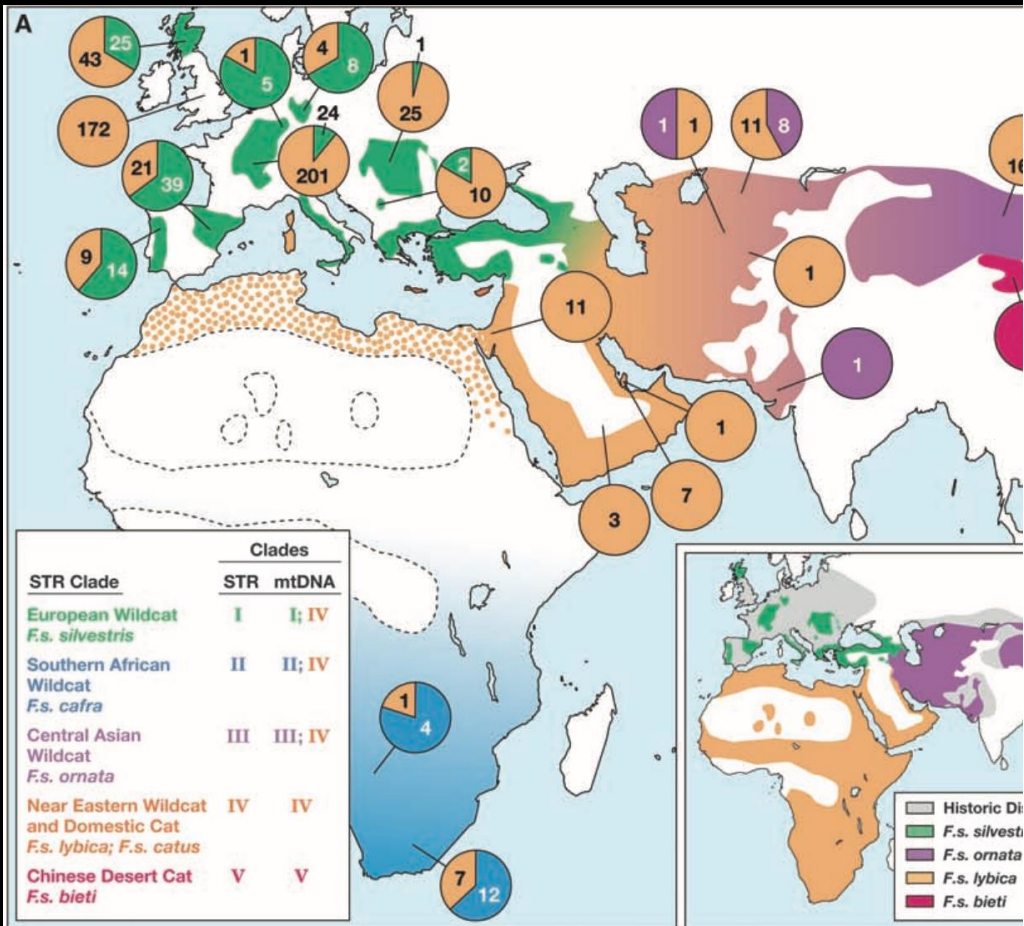 A
25
43
1
5
4
8
1
25
172
24
201
21
39
2
10
9
14
1
1
11
8
16
1
11
1
1
7
3
1
4
7
12
Clades
STR Clade
STR
mtDNA
European Wildcat
F.s. silvestris
I
I; IV
Southern African
Wildcat
F.s. cafra
II
II; IV
Central Asian
Wildcat
F.s. ornata
III
III; IV
Near Eastern Wildcat
and Domestic Cat
F.s. lybica; F.s. catus
IV
IV
Chinese Desert Cat
F.s. bieti
V
V
Historic Dis
F.s. silvestri
F.s. ornata
F.s. lybica
F.s. bieti